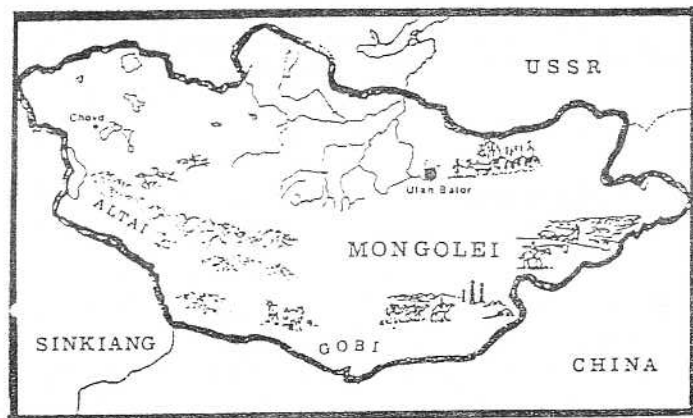 USSR
Chovd
Ulan Bator
ALTAI
MONGOLEI
SINKIANG
GOBI
CHINA